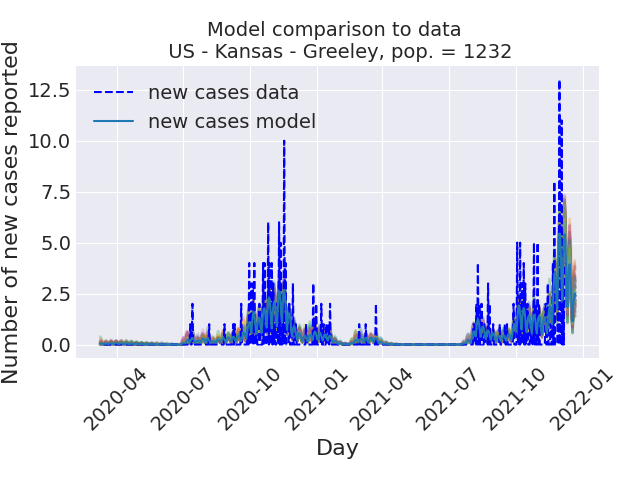 Model comparison to data
US - Kansas - Greeley, pop. = 1232
Number of new cases reported
12.5
10.0
7.5
5.0
2.5
0.0
new cases data
new cases model
2020-04
2020-07
2020-10
2021-01
2021-04
2021-07
2021-10
2022-01
Day